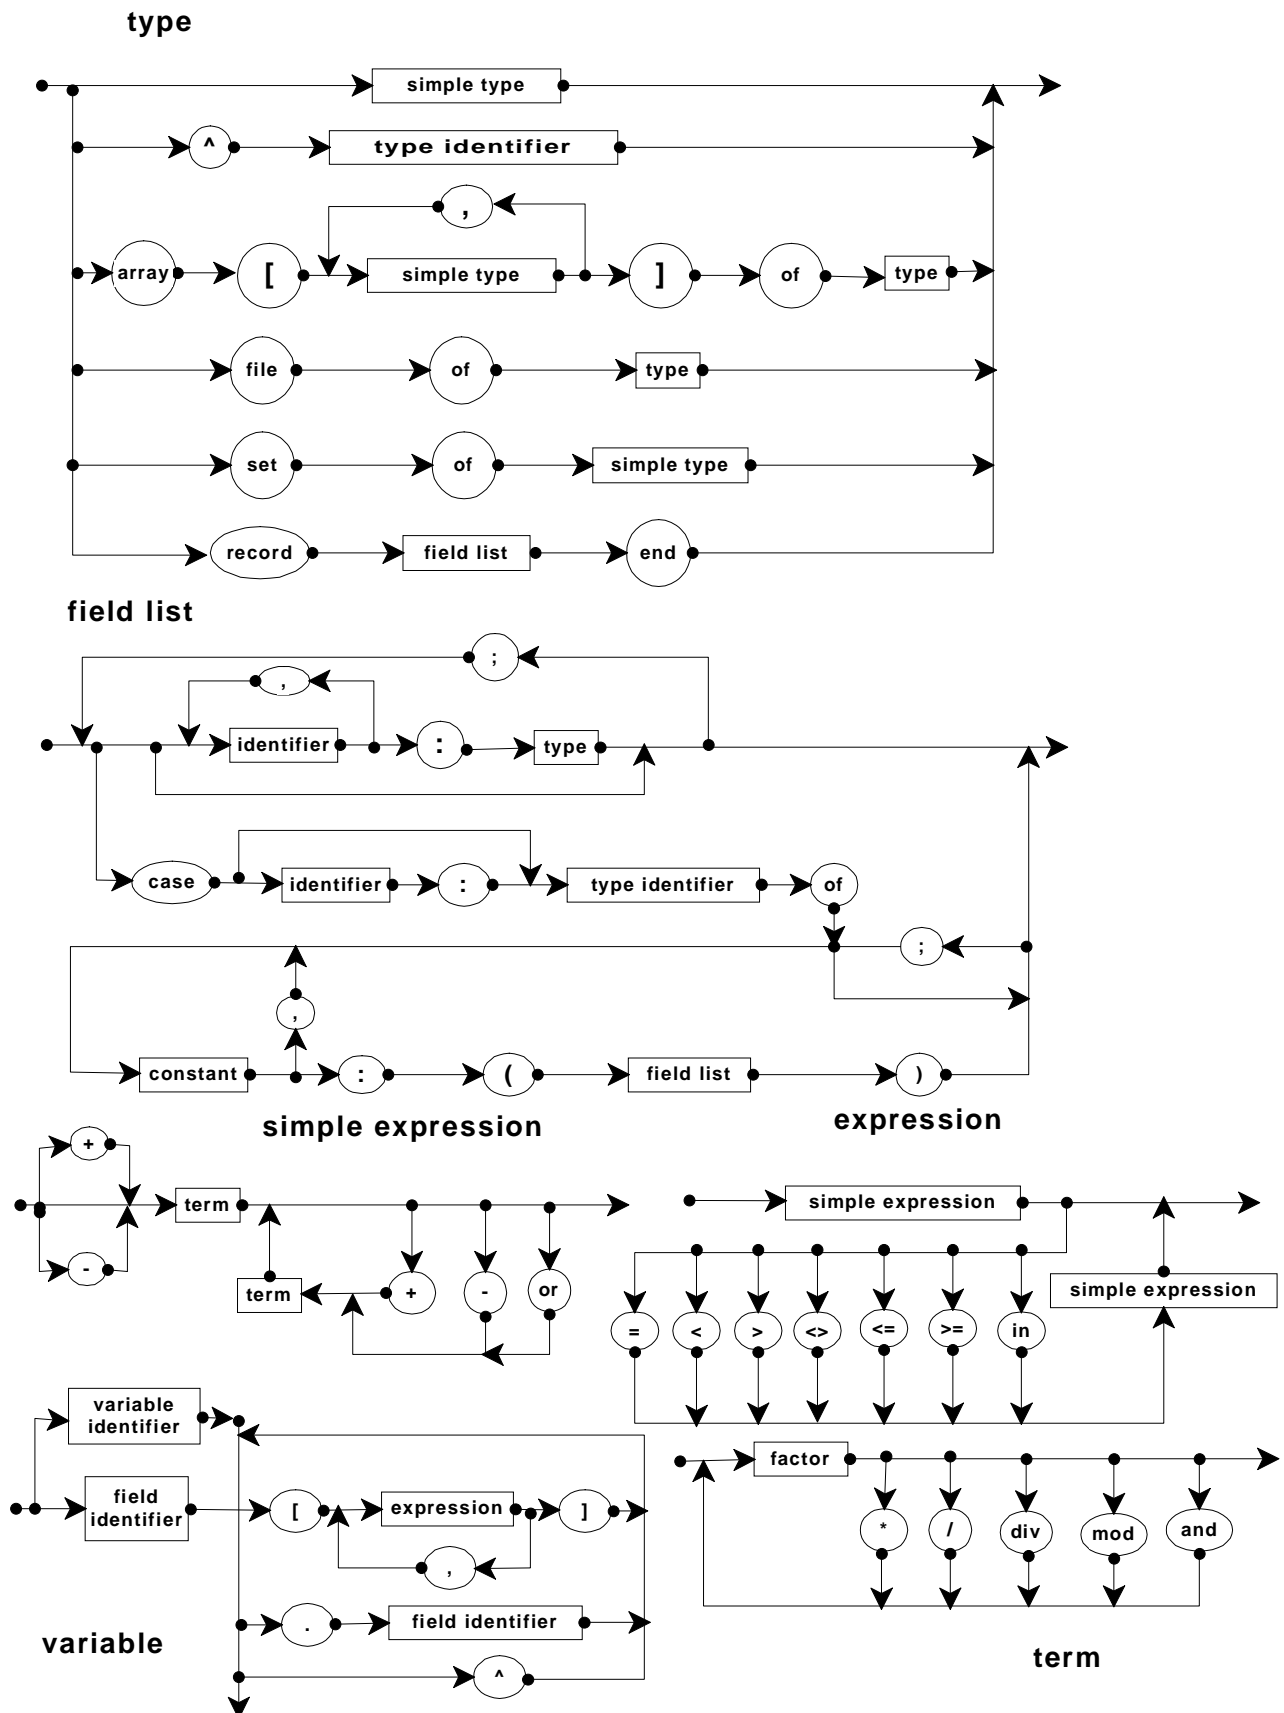 type
simple type
^ type identifier
,
array [ simple type ] of type
file of type
set of simple type
record field list end
field list
;
,
identifier : type
case identifier : type identifier of
;
,
constant : ( field list )
simple expression expression
+
term
-
term + - or
simple expression
simple expression
= < > <> <= >= in
variable
identifier
field
identifier
[ expression ]
,
. field identifier
^
variable
factor
* / div mod and
term